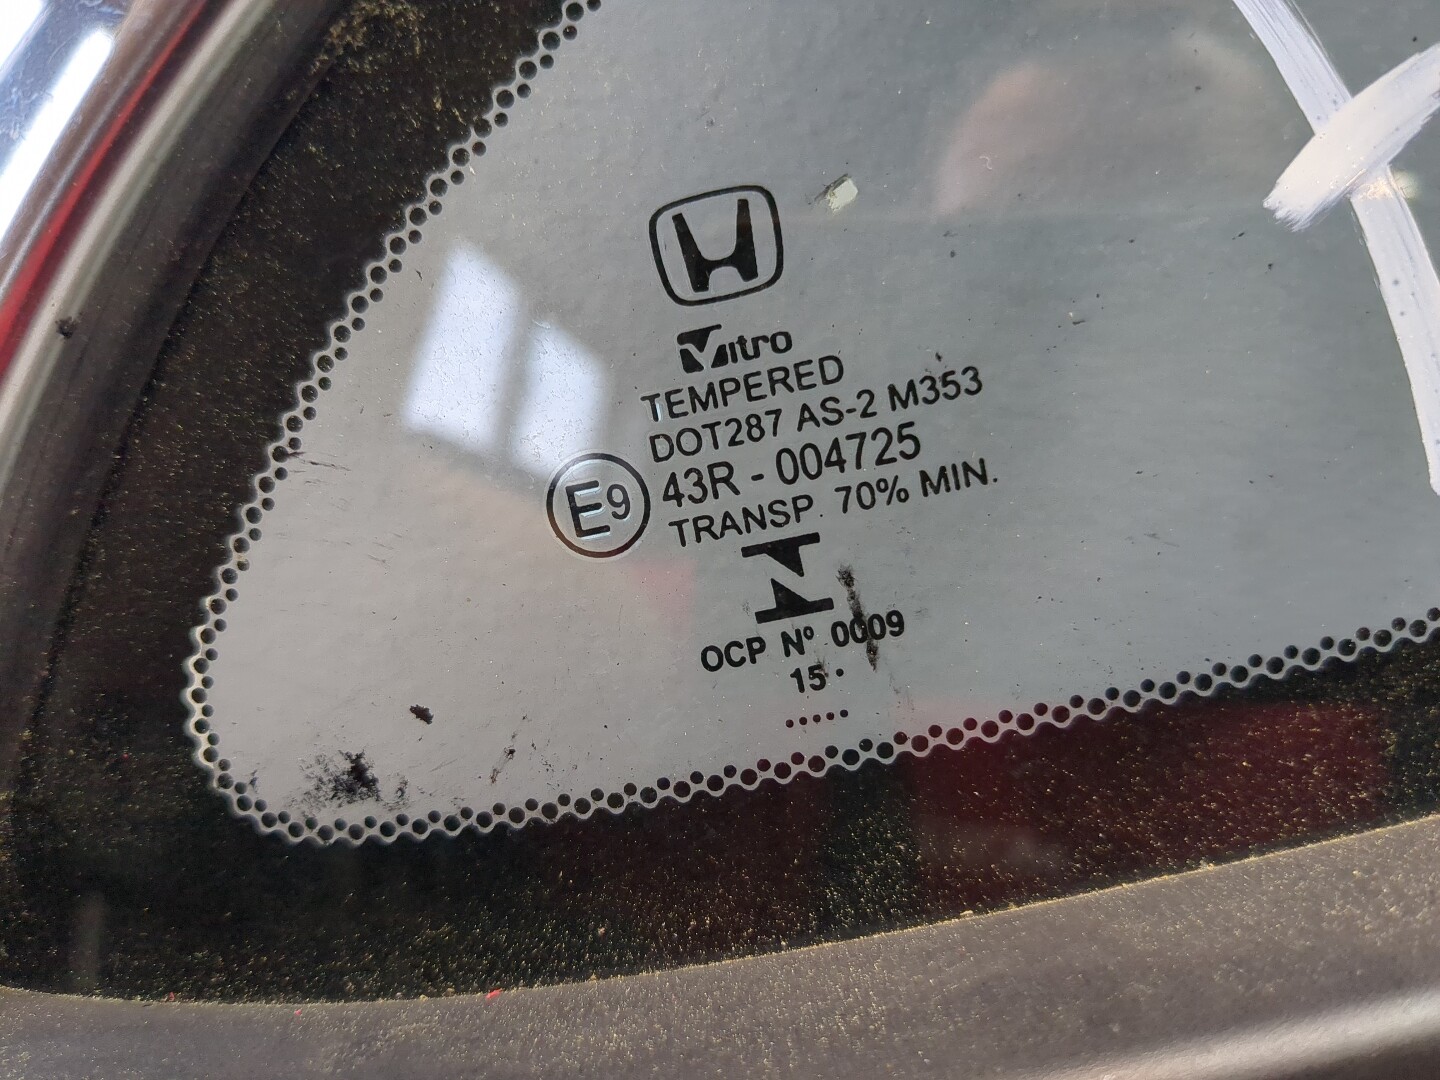 Vitro
TEMPERED
DOT287 AS-2 M353
E9 43R - 004725
TRANSP. 70% MIN.
OCP Nº 0009
15 ·
.....